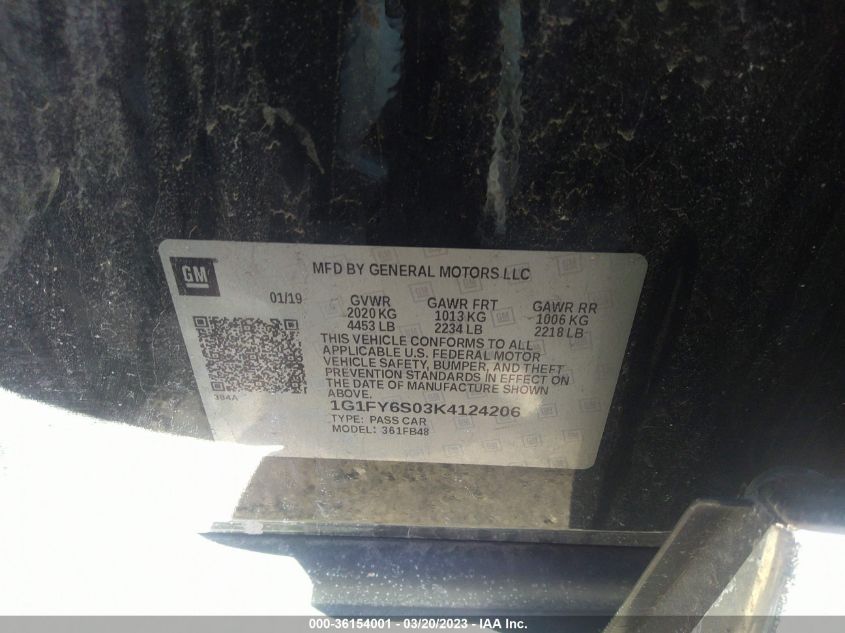 GM
MFD BY GENERAL MOTORS LLC
01/19 GVWR GAWR FRT GAWR RR
2020 KG 1013 KG 1006 KG
4453 LB 2234 LB 2218 LB
THIS VEHICLE CONFORMS TO ALL
APPLICABLE U.S. FEDERAL MOTOR
VEHICLE SAFETY, BUMPER, AND THEFT
PREVENTION STANDARDS IN EFFECT ON
THE DATE OF MANUFACTURE SHOWN
ABOVE.
394A
1G1FY6S03K4124206
TYPE: PASS CAR
MODEL: 361FB48
000-36154001 - 03/20/2023 - IAA Inc.